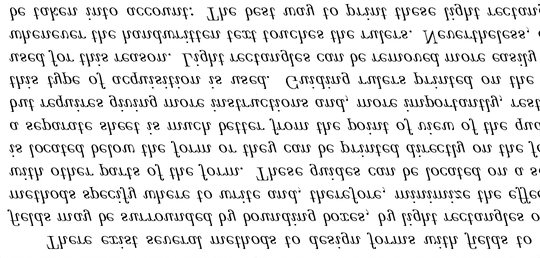 There exist several methods to design forms with fields to
fields may be surrounded by bounding boxes, by light rectangles o
methods specify where to write and, therefore, minimize the effec
with other parts of the form. These guides can be located on a se
is located below the form or they can be printed directly on the fo
a separate sheet is much better from the point of view of the qua
but requires giving more instructions and, more importantly, rest
this type of acquisition is used. Guiding rulers printed on the
used for this reason. Light rectangles can be removed more easily
whenever the handwritten text touches the rulers. Nevertheless,
be taken into account: The best way to print these light rectang